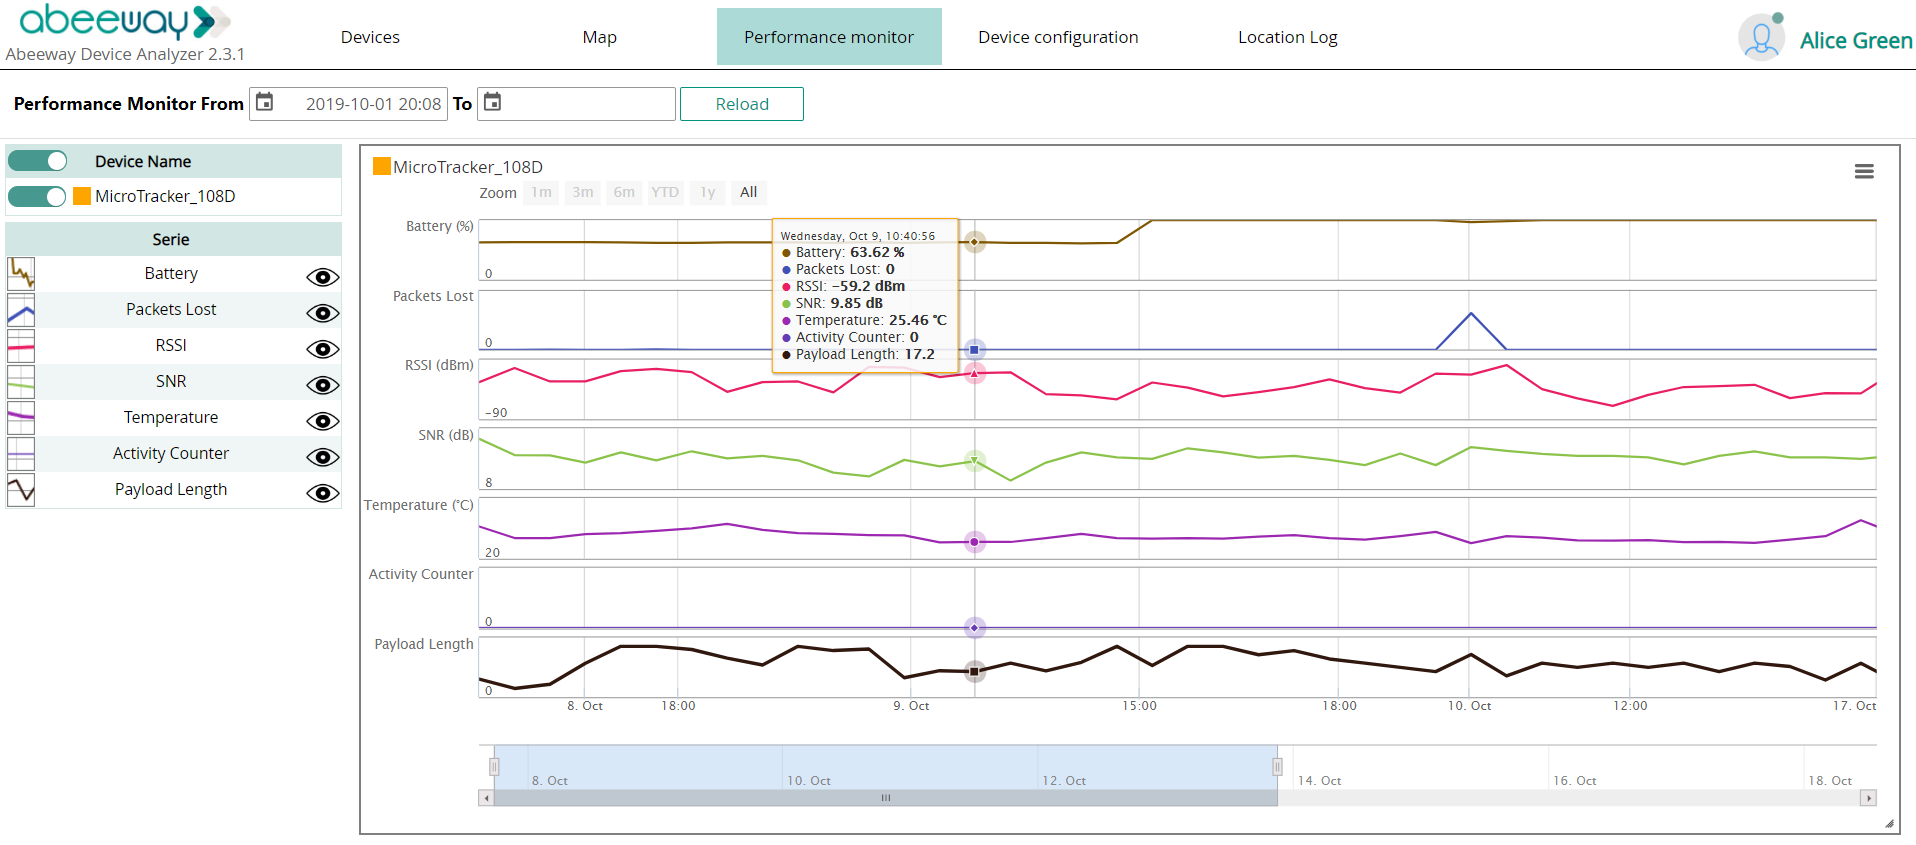 abeeway
Abeeway Device Analyzer 2.3.1
Devices
Map
Performance monitor
Device configuration
Location Log
Alice Green
Performance Monitor From
2019-10-01 20:08
To
Reload
Device Name
MicroTracker_108D
Serie
Battery
Packets Lost
RSSI
SNR
Temperature
Activity Counter
Payload Length
MicroTracker_108D
Zoom 1m 3m 6m YTD 1y All
Battery (%)
0
Packets Lost
0
RSSI (dBm)
−90
SNR (dB)
8
Temperature (°C)
20
Activity Counter
0
Payload Length
0
Wednesday, Oct 9, 10:40:56
Battery: 63.62 %
Packets Lost: 0
RSSI: −59.2 dBm
SNR: 9.85 dB
Temperature: 25.46 °C
Activity Counter: 0
Payload Length: 17.2
8. Oct 18:00 9. Oct 15:00 18:00 10. Oct 12:00 17. Oct
8. Oct 10. Oct 12. Oct 14. Oct 16. Oct 18. Oct